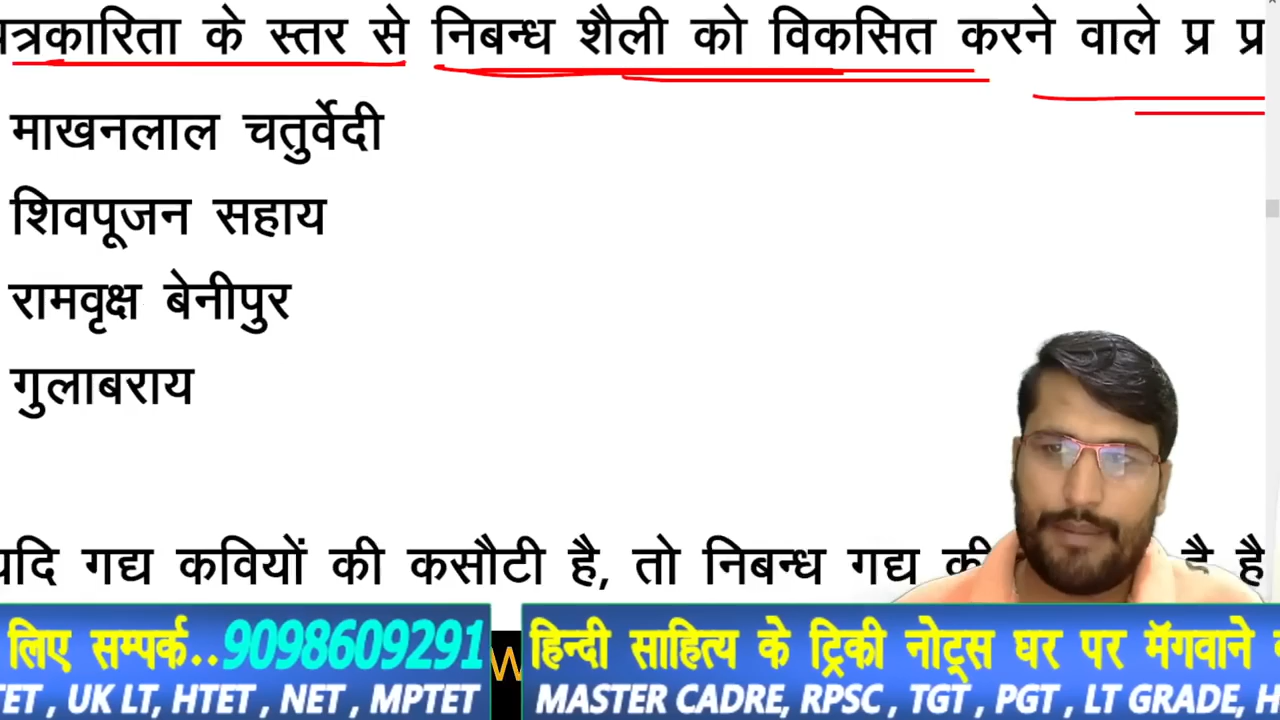 पत्रकारिता के स्तर से निबन्ध शैली को विकसित करने वाले प्र प्र
माखनलाल चतुर्वेदी
शिवपूजन सहाय
रामवृक्ष बेनीपुर
गुलाबराय
यदि गद्य कवियों की कसौटी है, तो निबन्ध गद्य की है है
लिए सम्पर्क..9098609291
TET , UK LT, HTET , NET , MPTET
हिन्दी साहित्य के ट्रिकी नोट्स घर पर मॅगवाने
MASTER CADRE, RPSC , TGT , PGT , LT GRADE, H